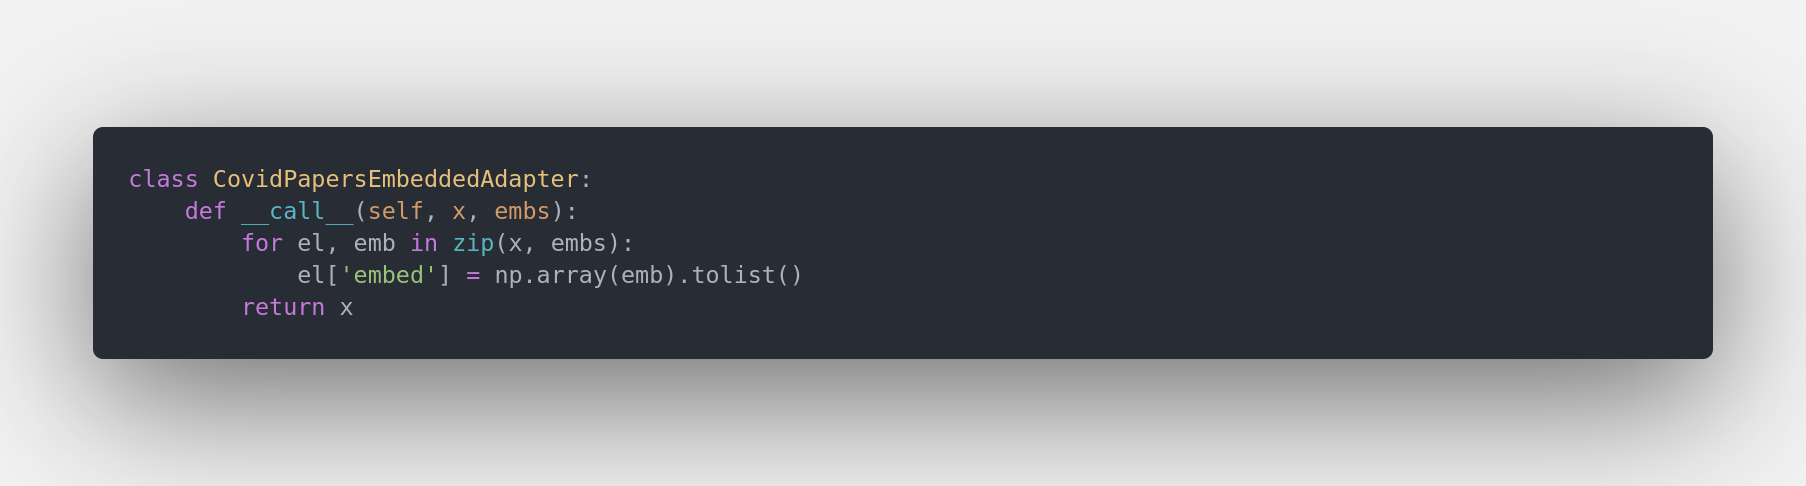 class CovidPapersEmbeddedAdapter:
    def __call__(self, x, embs):
        for el, emb in zip(x, embs):
            el['embed'] = np.array(emb).tolist()
        return x